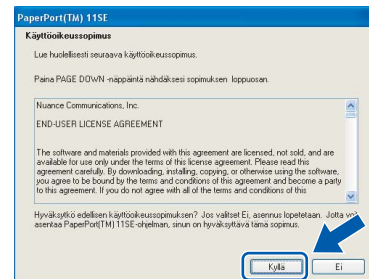 PaperPort(TM) 11SE
Käyttöoikeussopimus
Lue huolellisesti seuraava käyttöoikeussopimus.
Paina PAGE DOWN -näppäintä nähdäksesi sopimuksen loppuosan.
Nuance Communications, Inc.
END-USER LICENSE AGREEMENT
The software and materials provided with this agreement are licensed, not sold, and are
available for use only under the terms of this license agreement. Please read this
agreement carefully. By downloading, installing, copying, or otherwise using the software,
you agree to be bound by the terms and conditions of this agreement and become a party
to this agreement. If you do not agree with all of the terms and conditions of this
Hyväksytkö edellisen käyttöoikeussopimuksen? Jos valitset Ei, asennus lopetetaan. Jotta
asentaa PaperPort(TM) 11SE-ohjelman, sinun on hyväksyttävä tämä sopimus.
Kyllä
Ei